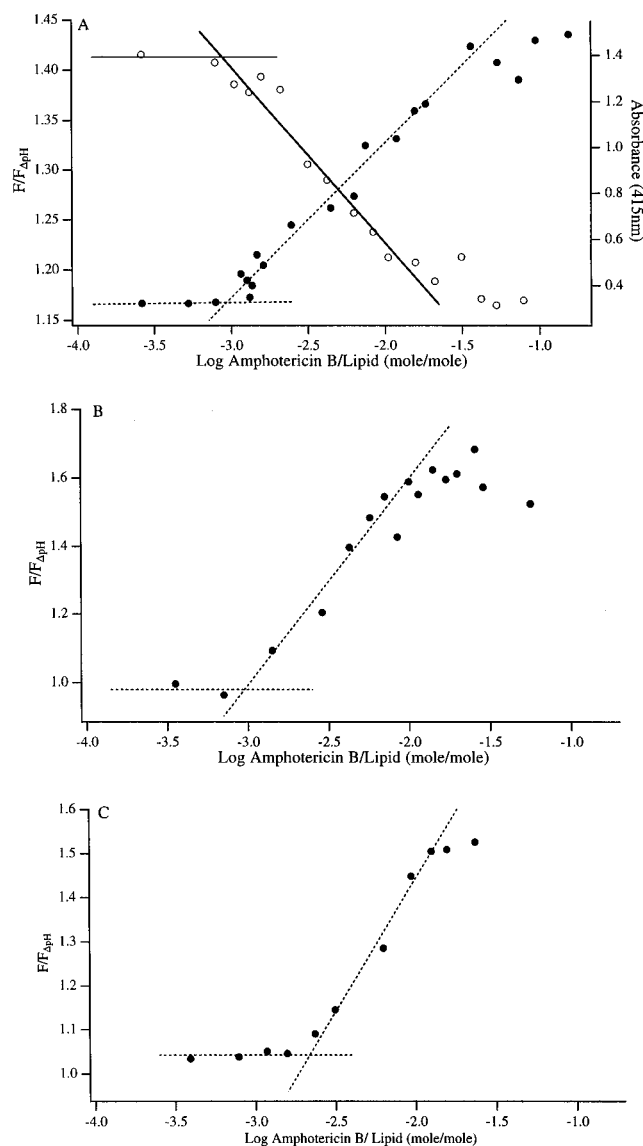 A
1.45
1.40
1.35
1.30
1.25
1.20
1.15
F/F_ΔpH
1.4
1.2
1.0
0.8
0.6
0.4
Absorbance (415nm)
-4.0 -3.5 -3.0 -2.5 -2.0 -1.5 -1.0
Log Amphotericin B/Lipid (mole/mole)
B
1.8
1.6
1.4
1.2
1.0
F/F_ΔpH
-4.0 -3.5 -3.0 -2.5 -2.0 -1.5 -1.0
Log Amphotericin B/Lipid (mole/mole)
C
1.6
1.5
1.4
1.3
1.2
1.1
1.0
F/F_ΔpH
-4.0 -3.5 -3.0 -2.5 -2.0 -1.5 -1.0
Log Amphotericin B/ Lipid (mole/mole)